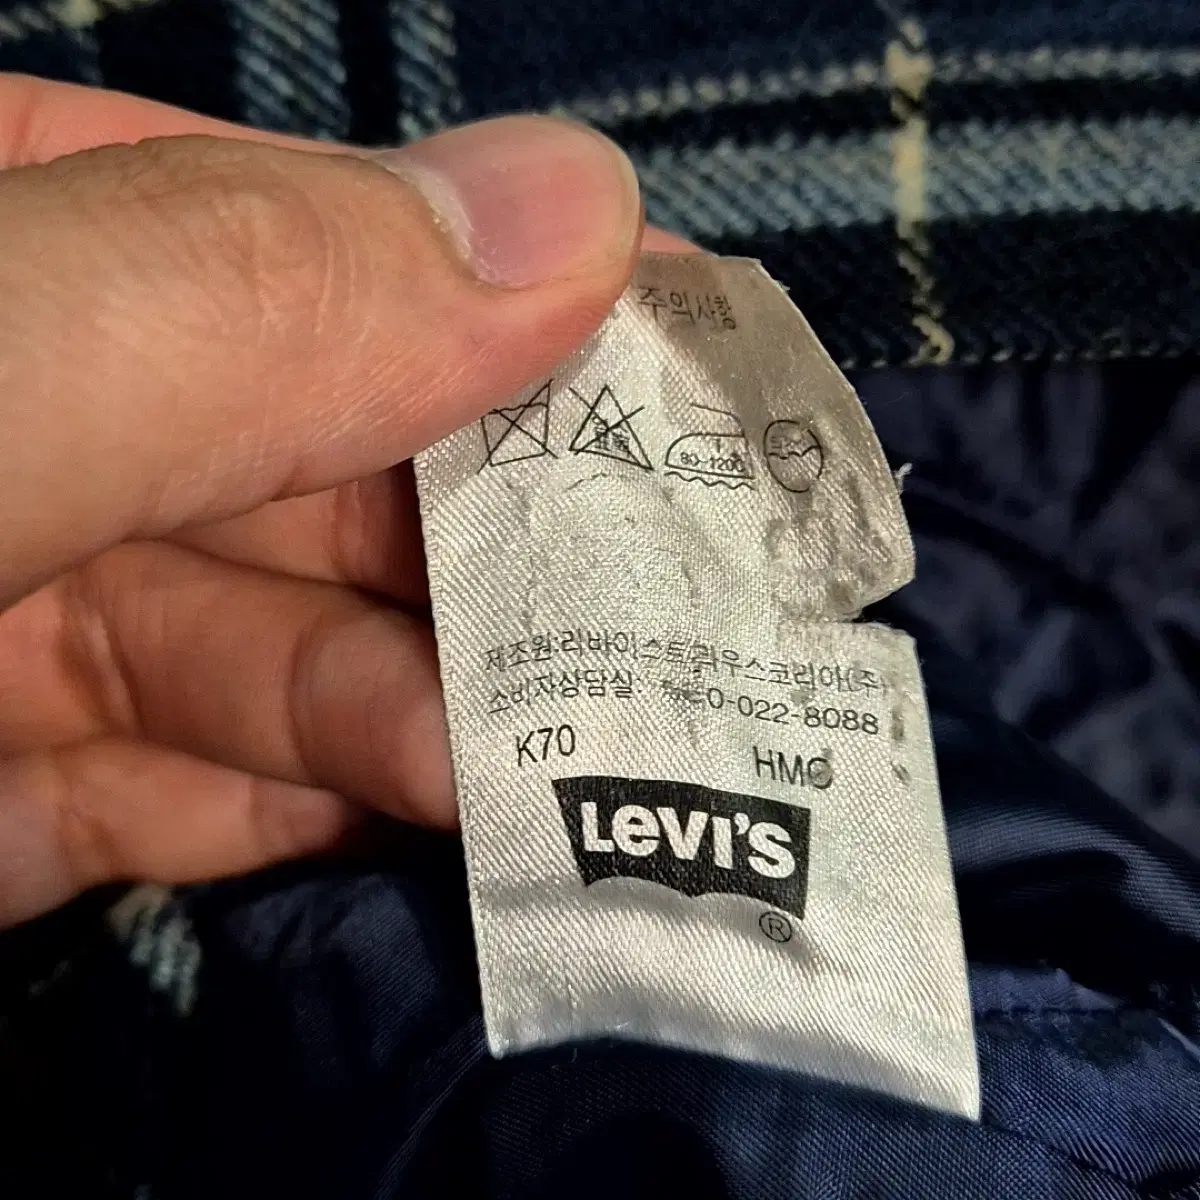 주의사항
80~120℃
제조원:리바이스트라우스코리아(주)
소비자상담실: 0-022-8088
K70 HMG
LEVI'S
®